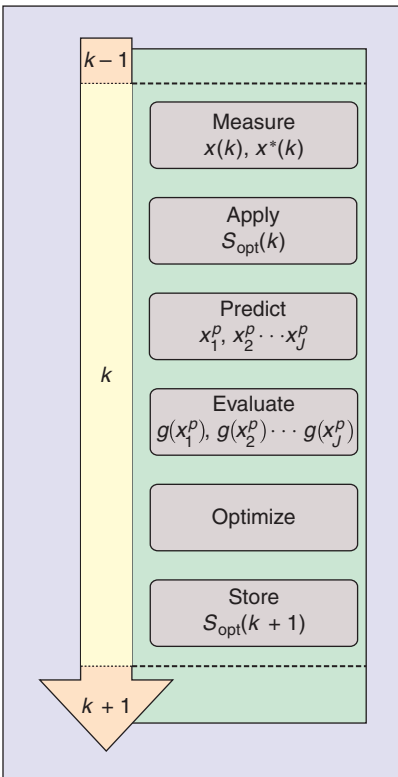 k – 1
Measure
x(k), x*(k)
Apply
S_opt(k)
Predict
x_1^p, x_2^p · · · x_J^p
k
Evaluate
g(x_1^p), g(x_2^p) · · · g(x_J^p)
Optimize
Store
S_opt(k + 1)
k + 1